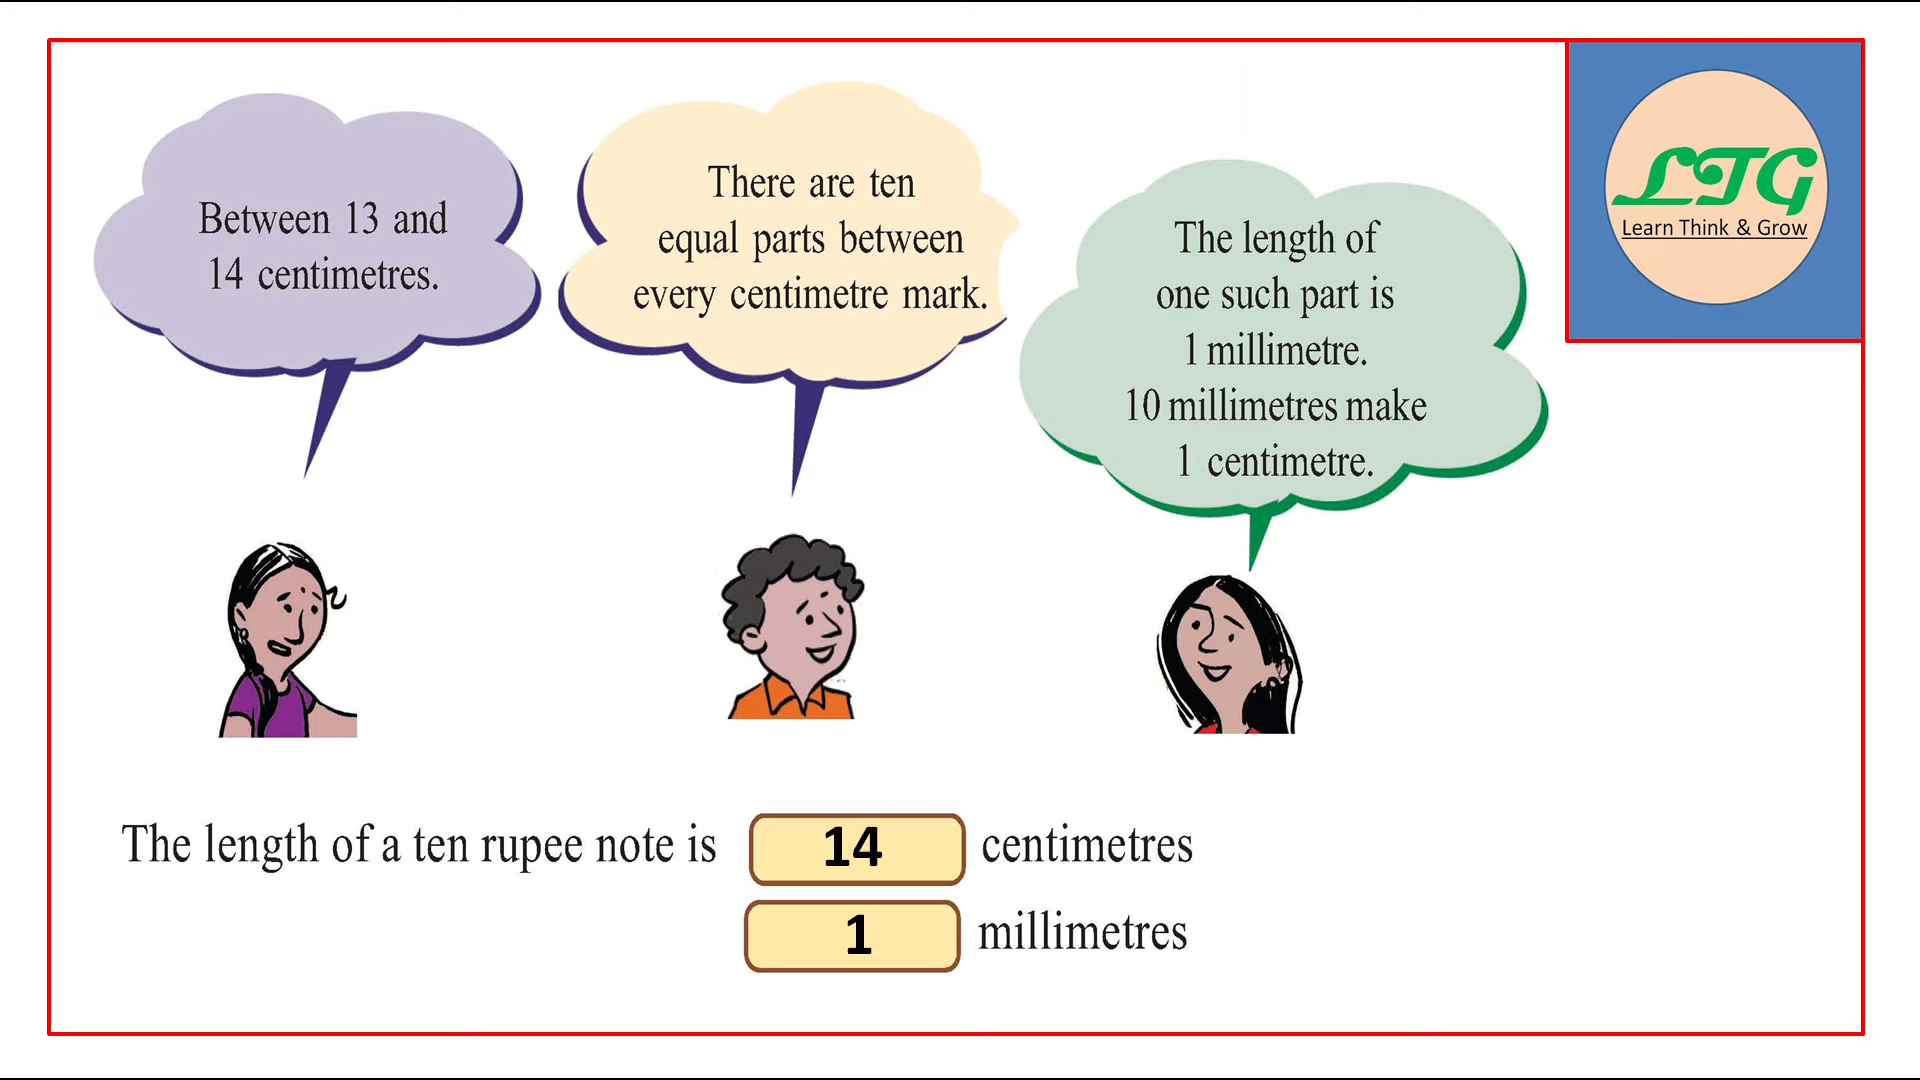 Between 13 and
14 centimetres.
There are ten
equal parts between
every centimetre mark.
The length of
one such part is
1 millimetre.
10 millimetres make
1 centimetre.
LTG
Learn Think & Grow
The length of a ten rupee note is 14 centimetres
1 millimetres